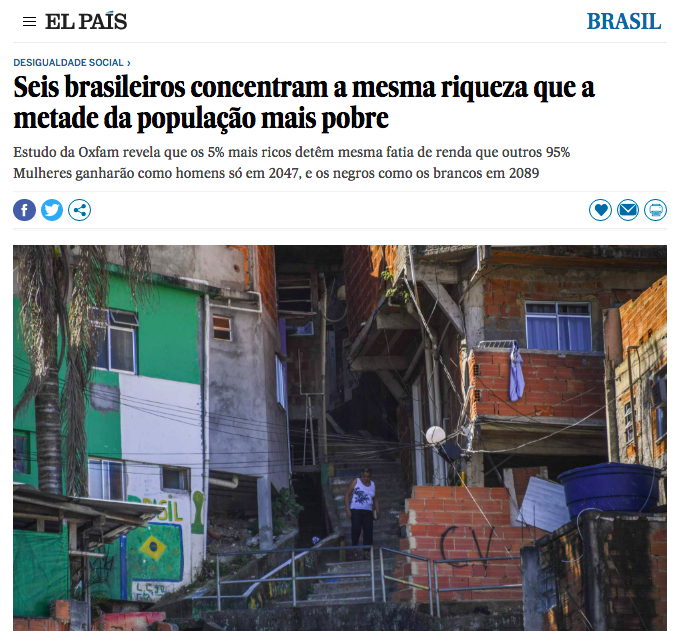 EL PAÍS
BRASIL
DESIGUALDADE SOCIAL ›
Seis brasileiros concentram a mesma riqueza que a
metade da população mais pobre
Estudo da Oxfam revela que os 5% mais ricos detêm mesma fatia de renda que outros 95%
Mulheres ganharão como homens só em 2047, e os negros como os brancos em 2089
BRASIL
CV